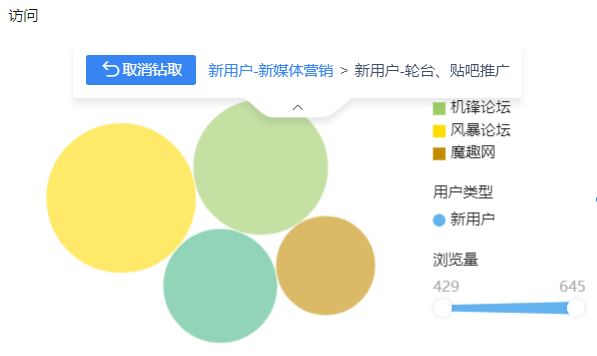 访问
取消钻取 新用户-新媒体营销 > 新用户-轮台、贴吧推广
机锋论坛
风暴论坛
魔趣网
用户类型
新用户
浏览量
429 645